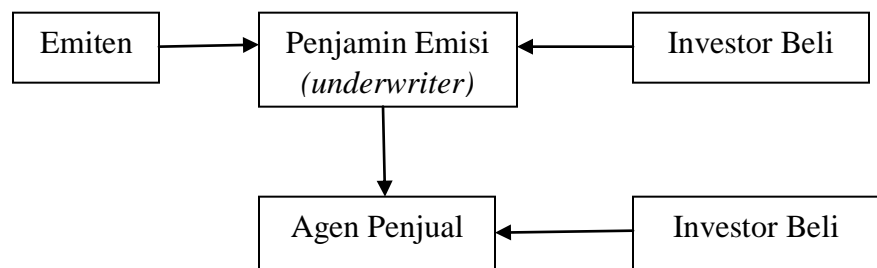 Emiten
Penjamin Emisi
(underwriter)
Investor Beli
Agen Penjual
Investor Beli